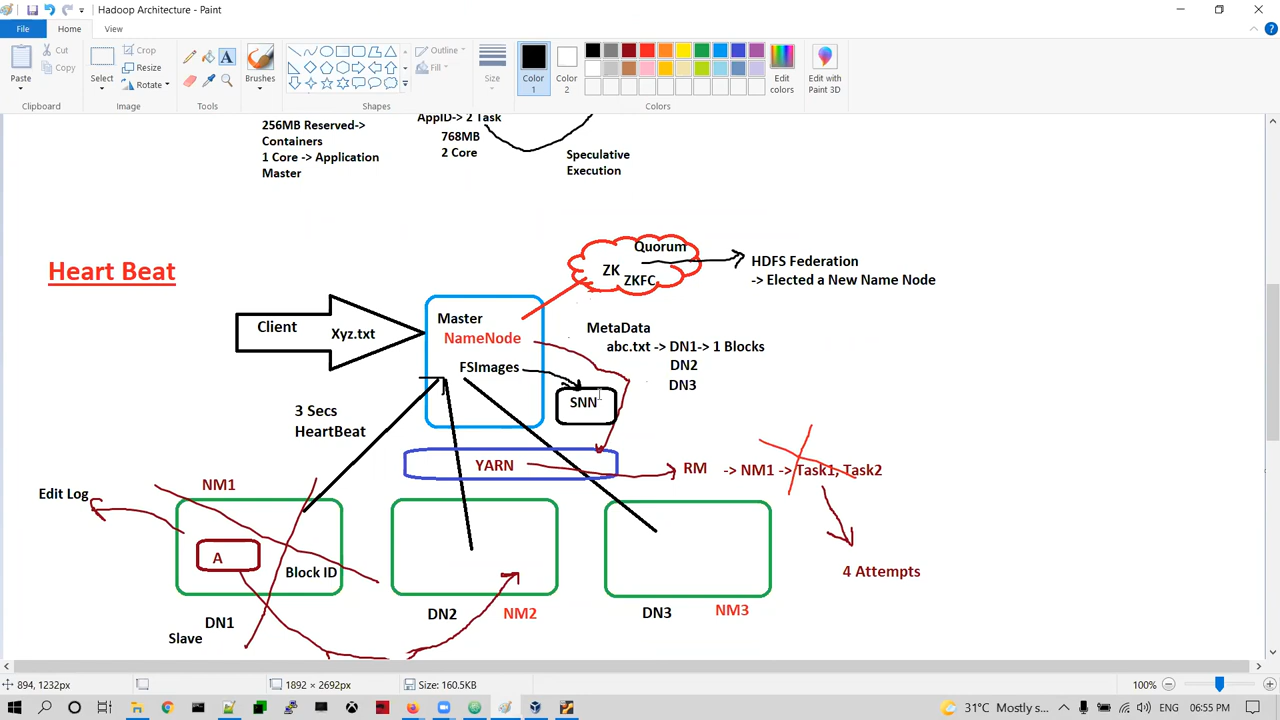 Hadoop Architecture - Paint
File
Home
View
Paste
Cut
Copy
Clipboard
Select
Crop
Resize
Rotate
Image
Tools
Brushes
Shapes
Outline
Fill
Size
Color 1
Color 2
Edit colors
Edit with Paint 3D
Colors
256MB Reserved->
Containers
1 Core -> Application
Master
AppID-> 2 Task
768MB
2 Core
Speculative
Execution
Heart Beat
Quorum
ZK
ZKFC
HDFS Federation
-> Elected a New Name Node
Client
Xyz.txt
Master
NameNode
FSImages
MetaData
abc.txt -> DN1-> 1 Blocks
DN2
DN3
SNN
3 Secs
HeartBeat
YARN
RM -> NM1 -> Task1, Task2
NM1
Edit Log
A
Block ID
4 Attempts
DN1
Slave
DN2
NM2
DN3
NM3
894, 1232px
1892 × 2692px
Size: 160.5KB
100%
31°C Mostly s...
ENG
06:55 PM